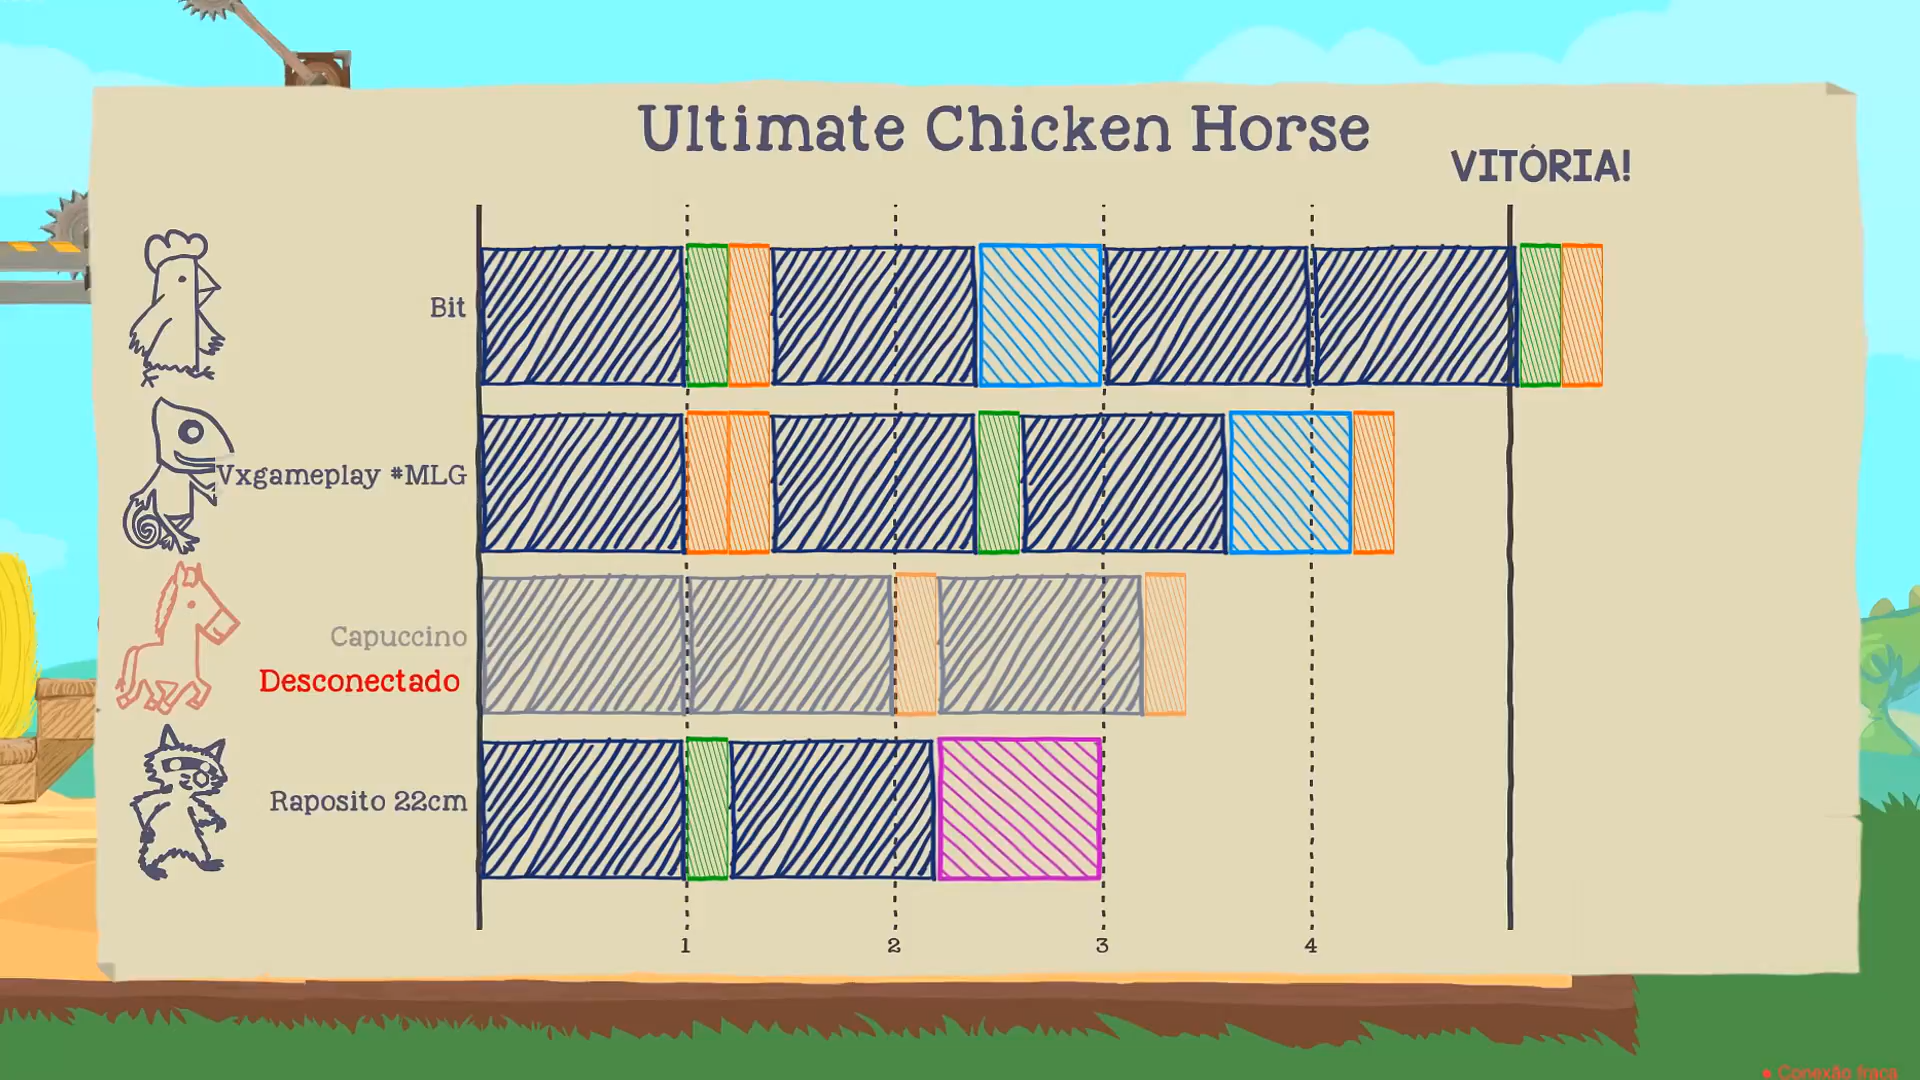 Ultimate Chicken Horse
VITÓRIA!
Bit
Vxgameplay #MLG
Capuccino
Desconectado
Raposito 22cm
1 2 3 4
Conexão fraca